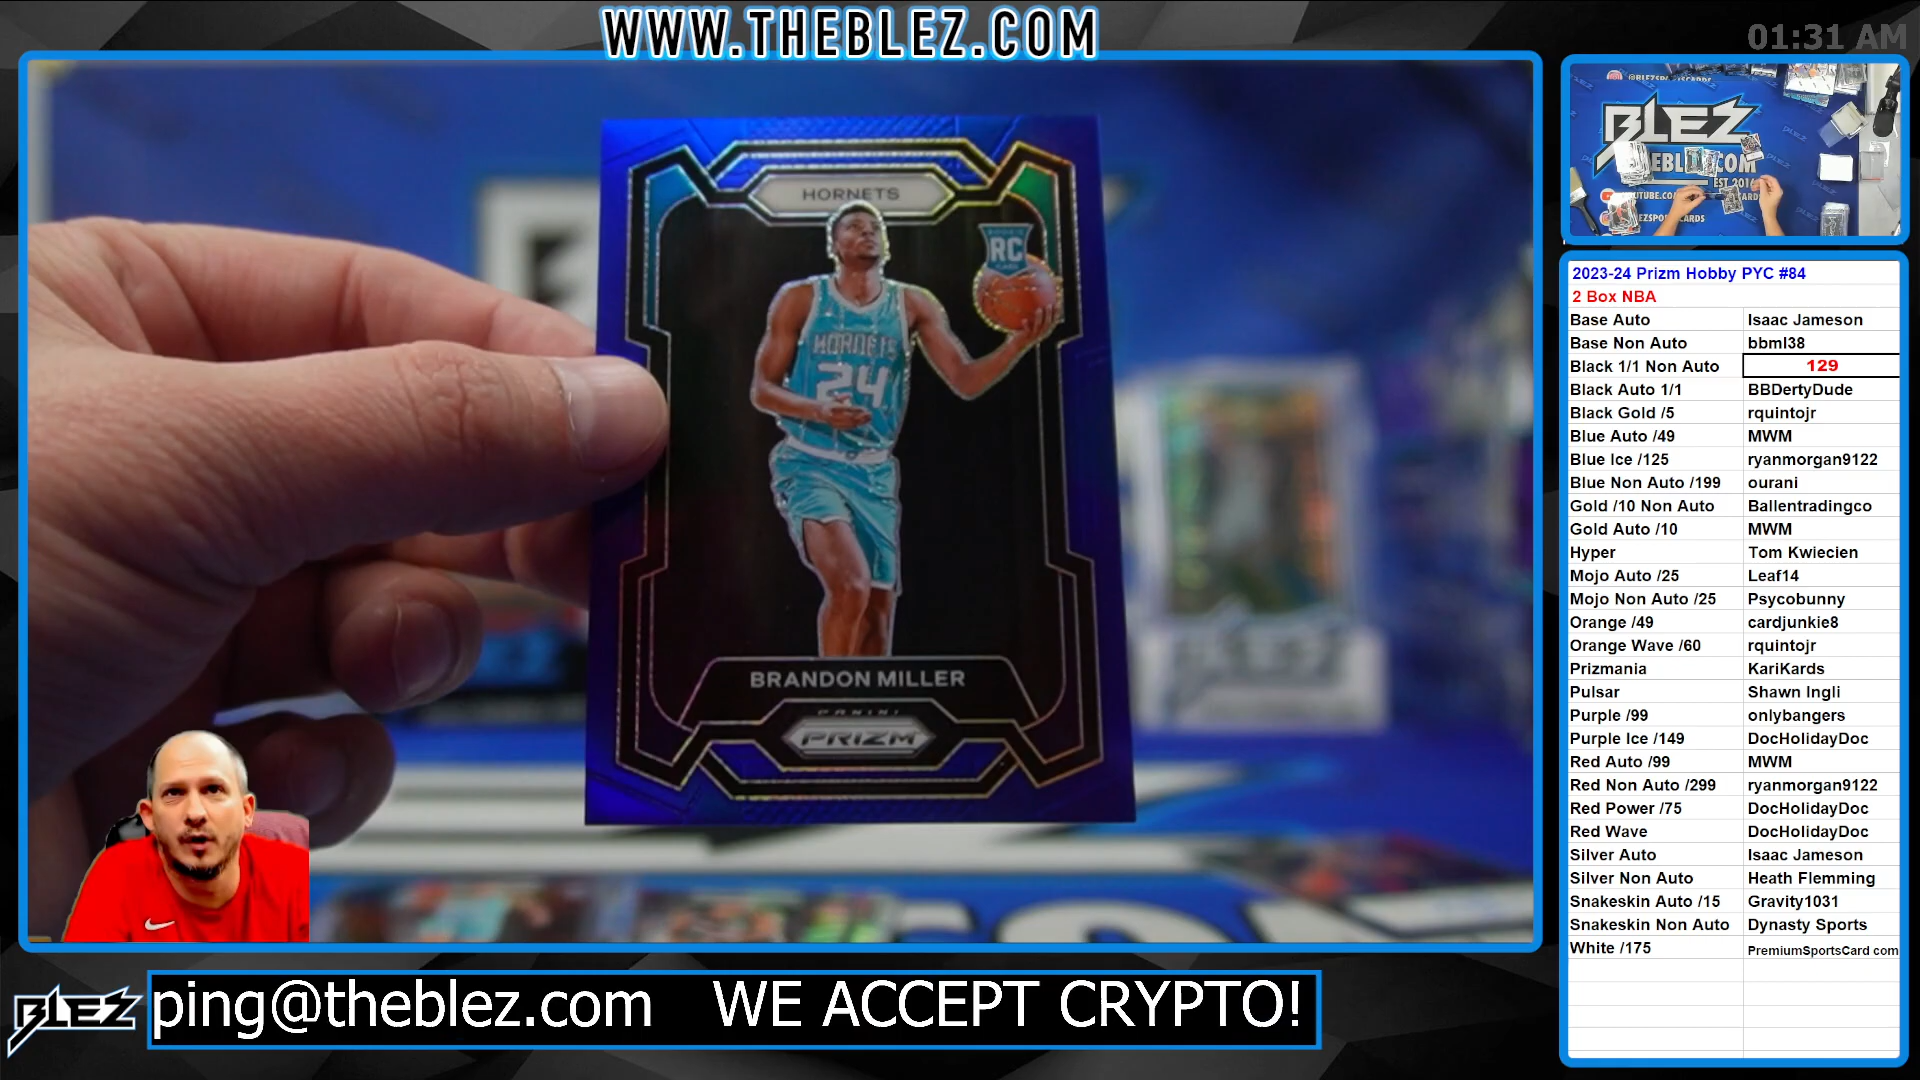 WWW.THEBLEZ.COM
01:31 AM
HORNETS
ROOKIE
RC
HORNETS
24
BRANDON MILLER
PANINI
PRIZM
BLEZ
EST 2016
2023-24 Prizm Hobby PYC #84
2 Box NBA
Base Auto Isaac Jameson
Base Non Auto bbml38
Black 1/1 Non Auto 129
Black Auto 1/1 BBDertyDude
Black Gold /5 rquintojr
Blue Auto /49 MWM
Blue Ice /125 ryanmorgan9122
Blue Non Auto /199 ourani
Gold /10 Non Auto Ballentradingco
Gold Auto /10 MWM
Hyper Tom Kwiecien
Mojo Auto /25 Leaf14
Mojo Non Auto /25 Psycobunny
Orange /49 cardjunkie8
Orange Wave /60 rquintojr
Prizmania KariKards
Pulsar Shawn Ingli
Purple /99 onlybangers
Purple Ice /149 DocHolidayDoc
Red Auto /99 MWM
Red Non Auto /299 ryanmorgan9122
Red Power /75 DocHolidayDoc
Red Wave DocHolidayDoc
Silver Auto Isaac Jameson
Silver Non Auto Heath Flemming
Snakeskin Auto /15 Gravity1031
Snakeskin Non Auto Dynasty Sports
White /175 PremiumSportsCard com
BLEZ ping@theblez.com WE ACCEPT CRYPTO!